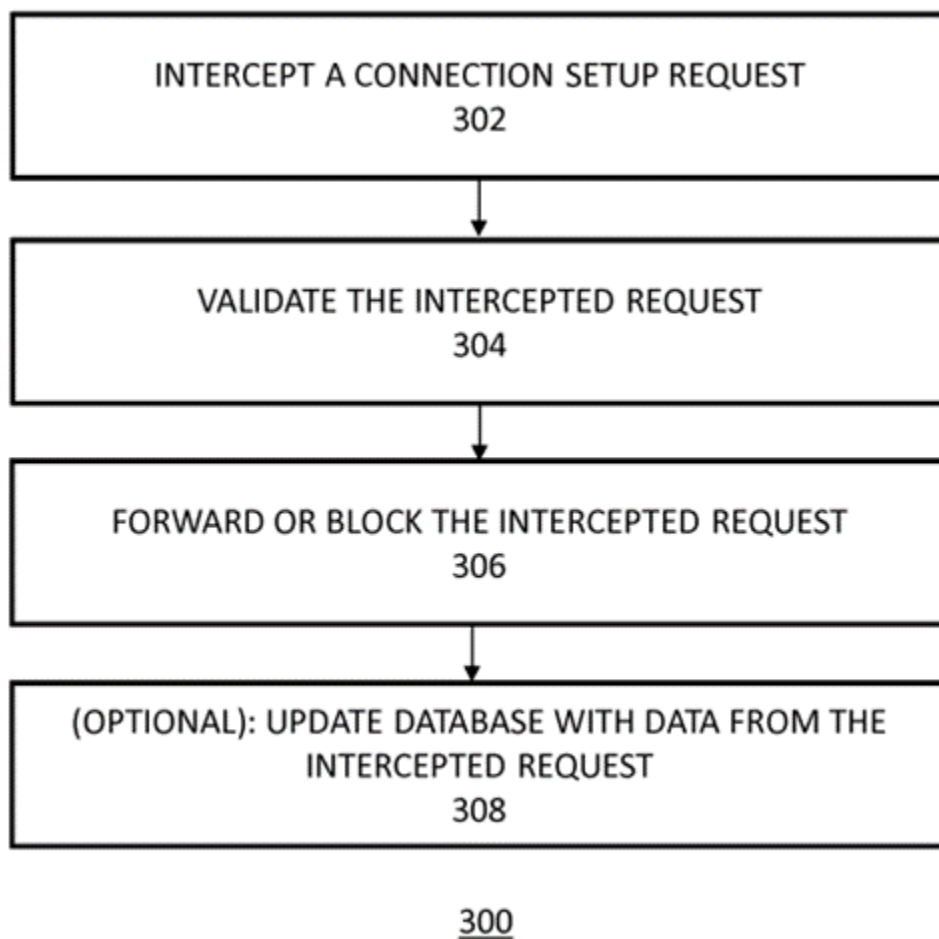 INTERCEPT A CONNECTION SETUP REQUEST
302
VALIDATE THE INTERCEPTED REQUEST
304
FORWARD OR BLOCK THE INTERCEPTED REQUEST
306
(OPTIONAL): UPDATE DATABASE WITH DATA FROM THE
INTERCEPTED REQUEST
308
300